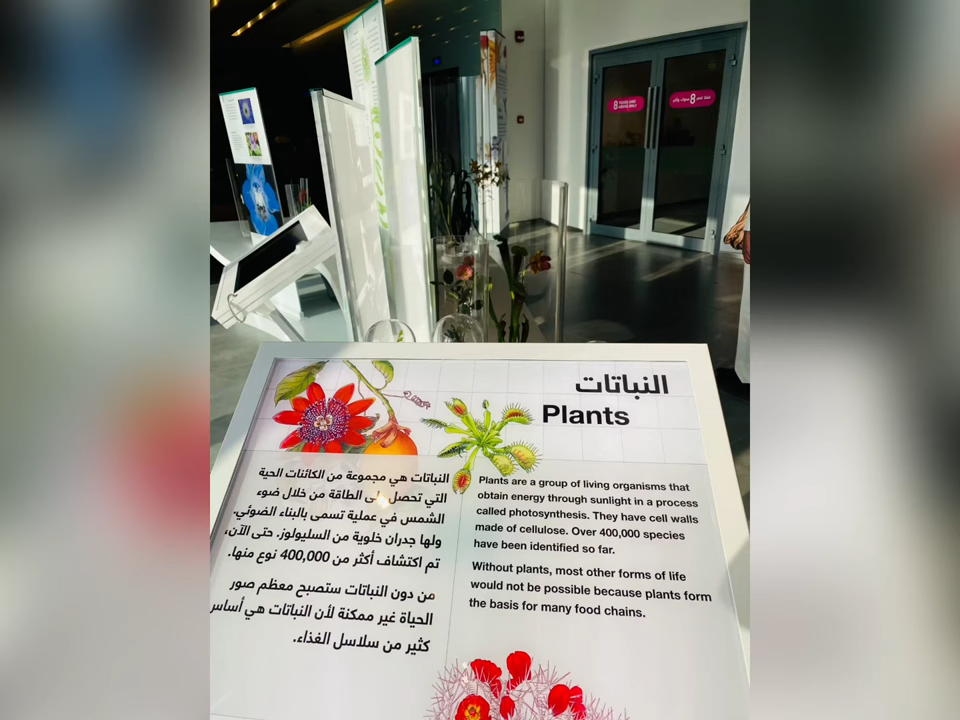 8 YEARS AND ABOVE ONLY
النباتات
Plants
النباتات هي مجموعة من الكائنات الحية
التي تحصل الطاقة من خلال ضوء
الشمس في عملية تسمى بالبناء الضوئي.
ولها جدران خلوية من السليولوز. حتى الآن،
تم اكتشاف أكثر من 400,000 نوع منها.
من دون النباتات ستصبح معظم صور
الحياة غير ممكنة لأن النباتات هي أساس
كثير من سلاسل الغذاء.
Plants are a group of living organisms that
obtain energy through sunlight in a process
called photosynthesis. They have cell walls
made of cellulose. Over 400,000 species
have been identified so far.
Without plants, most other forms of life
would not be possible because plants form
the basis for many food chains.